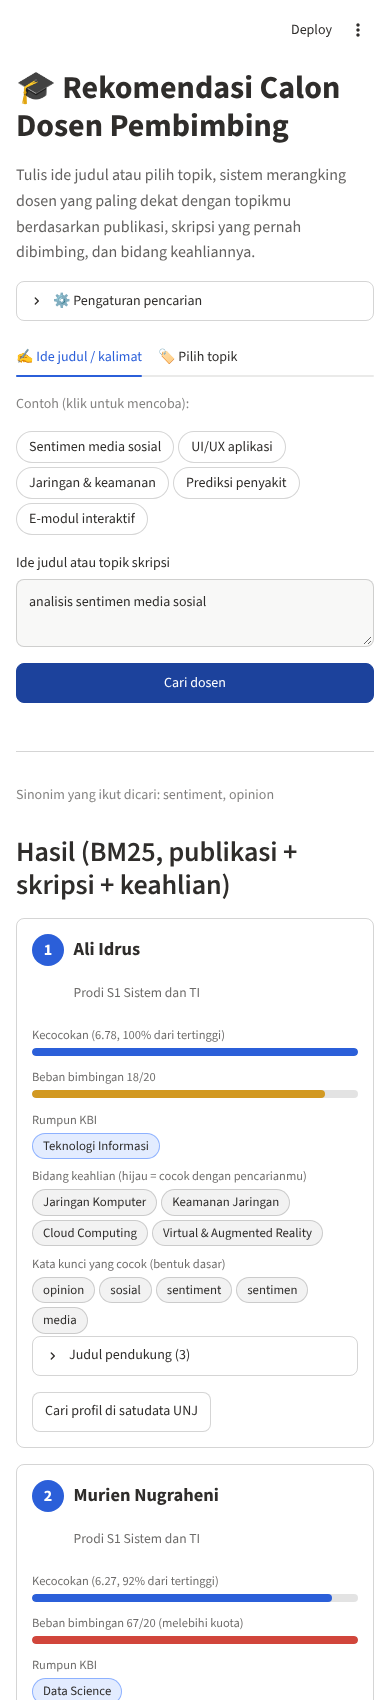 Deploy
🎓 Rekomendasi Calon
Dosen Pembimbing
Tulis ide judul atau pilih topik, sistem merangking
dosen yang paling dekat dengan topikmu
berdasarkan publikasi, skripsi yang pernah
dibimbing, dan bidang keahliannya.
⚙️ Pengaturan pencarian
✍️ Ide judul / kalimat 🏷️ Pilih topik
Contoh (klik untuk mencoba):
Sentimen media sosial UI/UX aplikasi
Jaringan & keamanan Prediksi penyakit
E-modul interaktif
Ide judul atau topik skripsi
analisis sentimen media sosial
Cari dosen
Sinonim yang ikut dicari: sentiment, opinion
Hasil (BM25, publikasi +
skripsi + keahlian)
1 Ali Idrus
Prodi S1 Sistem dan TI
Kecocokan (6.78, 100% dari tertinggi)
Beban bimbingan 18/20
Rumpun KBI
Teknologi Informasi
Bidang keahlian (hijau = cocok dengan pencarianmu)
Jaringan Komputer Keamanan Jaringan
Cloud Computing Virtual & Augmented Reality
Kata kunci yang cocok (bentuk dasar)
opinion sosial sentiment sentimen
media
Judul pendukung (3)
Cari profil di satudata UNJ
2 Murien Nugraheni
Prodi S1 Sistem dan TI
Kecocokan (6.27, 92% dari tertinggi)
Beban bimbingan 67/20 (melebihi kuota)
Rumpun KBI
Data Science